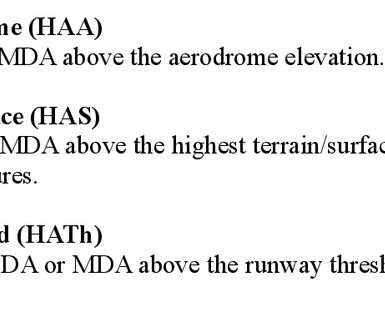 me (HAA)
MDA above the aerodrome elevation.
ce (HAS)
MDA above the highest terrain/surfac
res.
d (HATh)
DA or MDA above the runway thresh